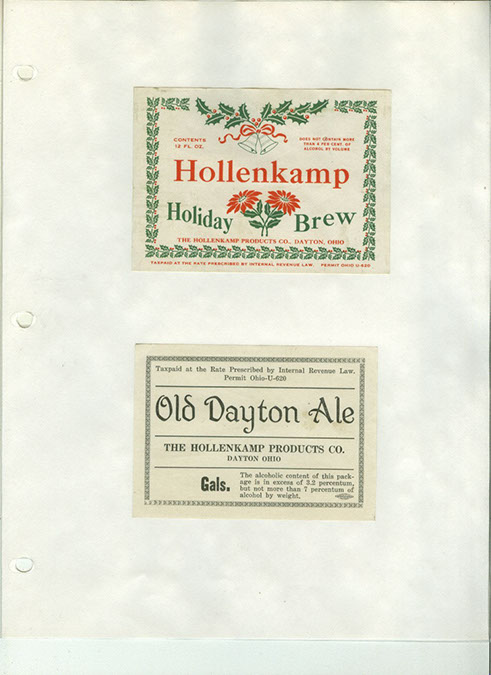 CONTENTS
12 FL. OZ.
DOES NOT CONTAIN MORE
THAN 6 PER CENT. OF
ALCOHOL BY VOLUME
Hollenkamp
Holiday Brew
THE HOLLENKAMP PRODUCTS CO., DAYTON, OHIO
TAXPAID AT THE RATE PRESCRIBED BY INTERNAL REVENUE LAW. PERMIT OHIO U-620
Taxpaid at the Rate Prescribed by Internal Revenue Law.
Permit Ohio-U-620
Old Dayton Ale
THE HOLLENKAMP PRODUCTS CO.
DAYTON OHIO
Gals.
The alcoholic content of this pack-
age is in excess of 3.2 percentum,
but not more than 7 percentum of
alcohol by weight.